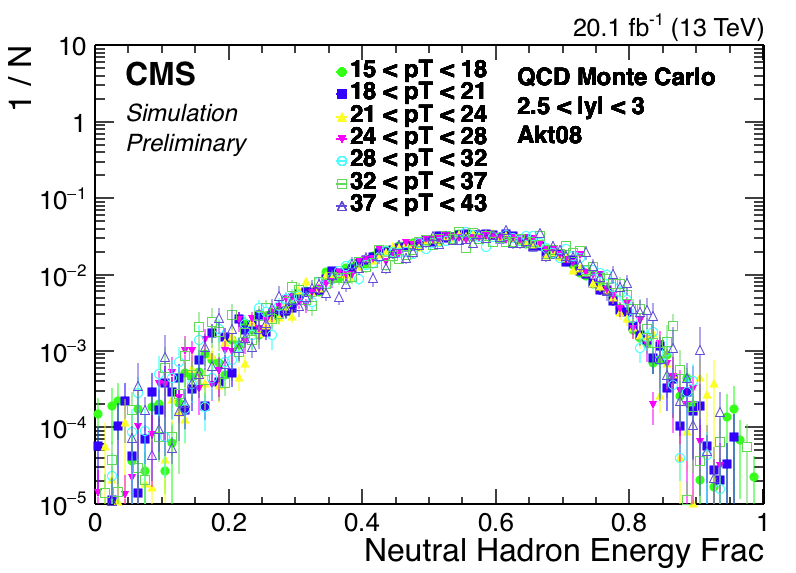 20.1 fb⁻¹ (13 TeV)
1 / N
10
1
10⁻¹
10⁻²
10⁻³
10⁻⁴
10⁻⁵
CMS
Simulation
Preliminary
15 < pT < 18
18 < pT < 21
21 < pT < 24
24 < pT < 28
28 < pT < 32
32 < pT < 37
37 < pT < 43
QCD Monte Carlo
2.5 < |y| < 3
Akt08
0 0.2 0.4 0.6 0.8 1
Neutral Hadron Energy Frac